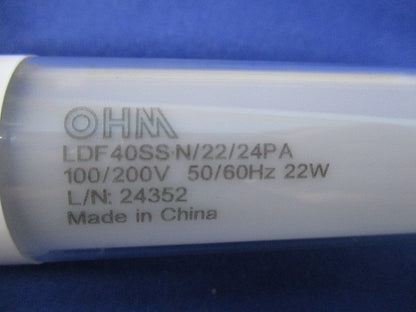 OHM
LDF40SS·N/22/24PA
100/200V 50/60Hz 22W
L/N: 24352
Made in China